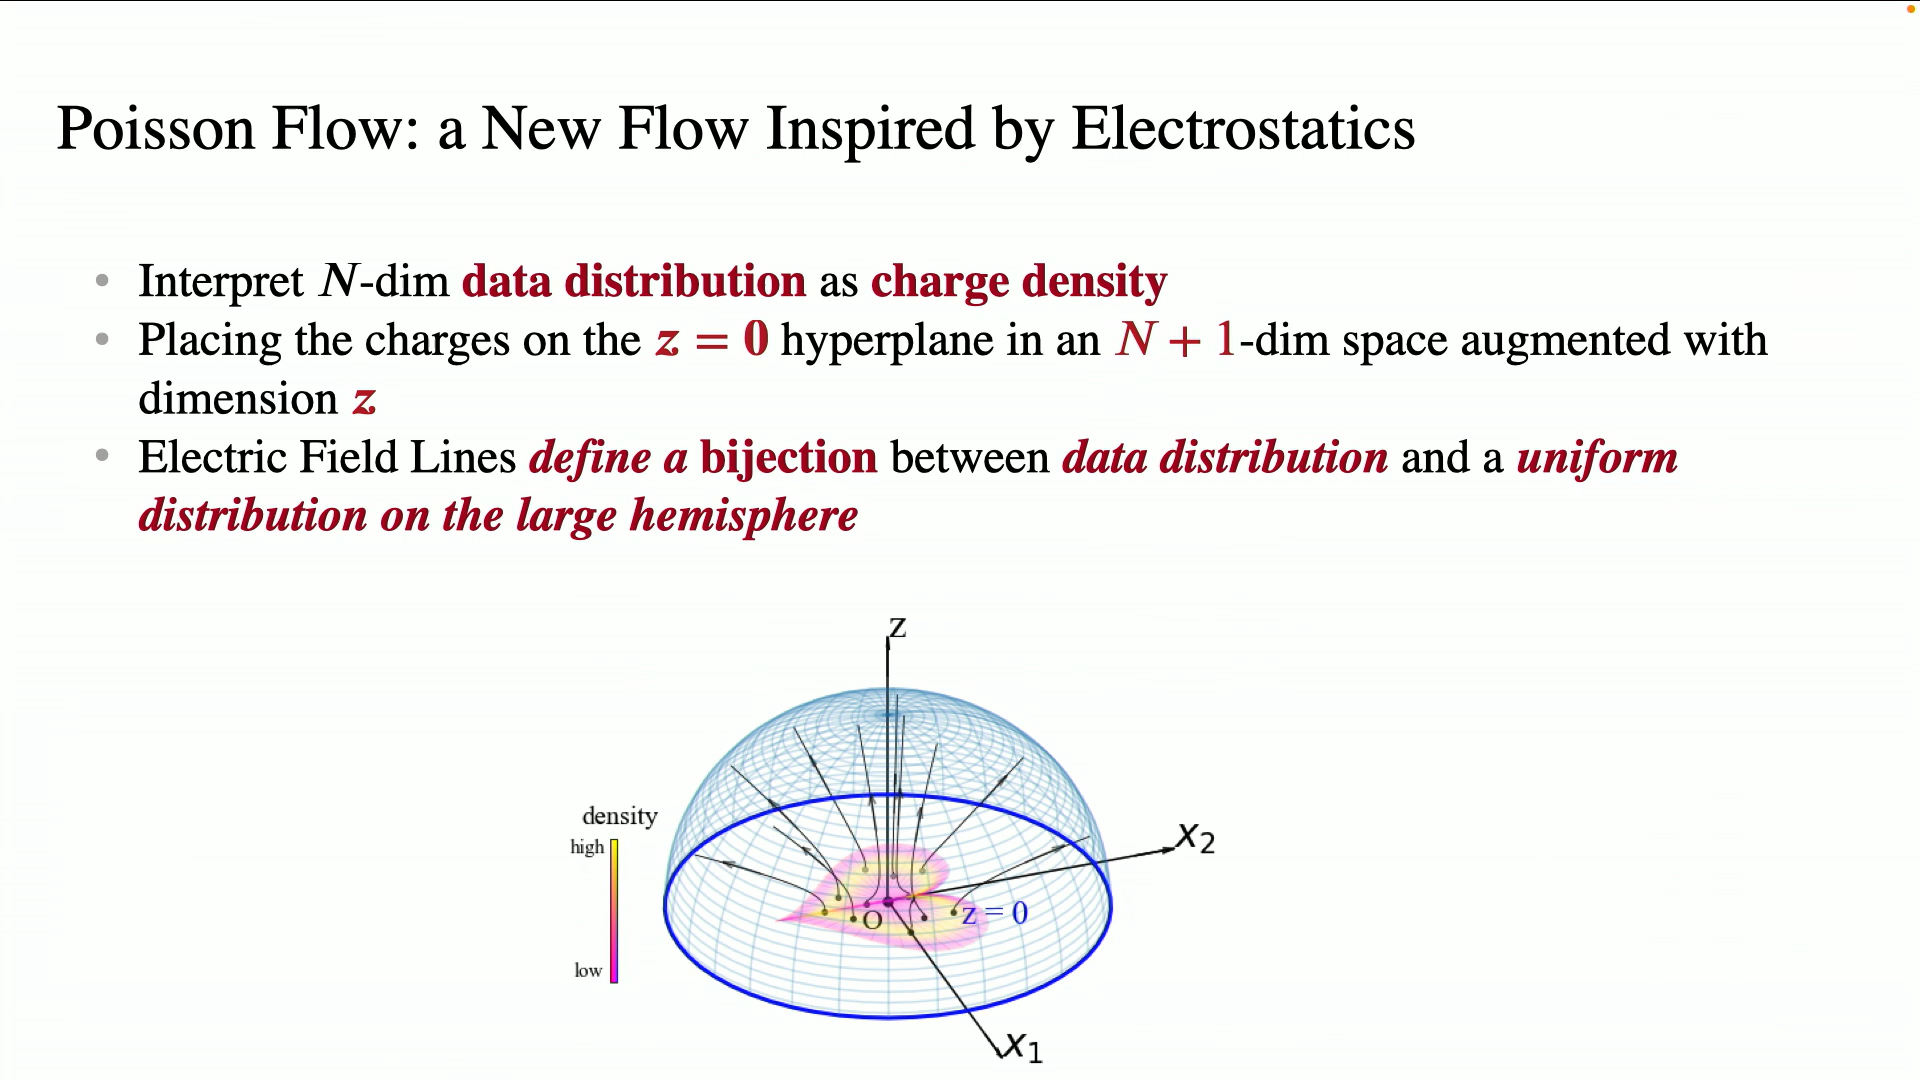 Poisson Flow: a New Flow Inspired by Electrostatics
• Interpret N-dim data distribution as charge density
• Placing the charges on the z = 0 hyperplane in an N + 1-dim space augmented with
dimension z
• Electric Field Lines define a bijection between data distribution and a uniform
distribution on the large hemisphere
z
density
high
low
x₂
O
z = 0
x₁